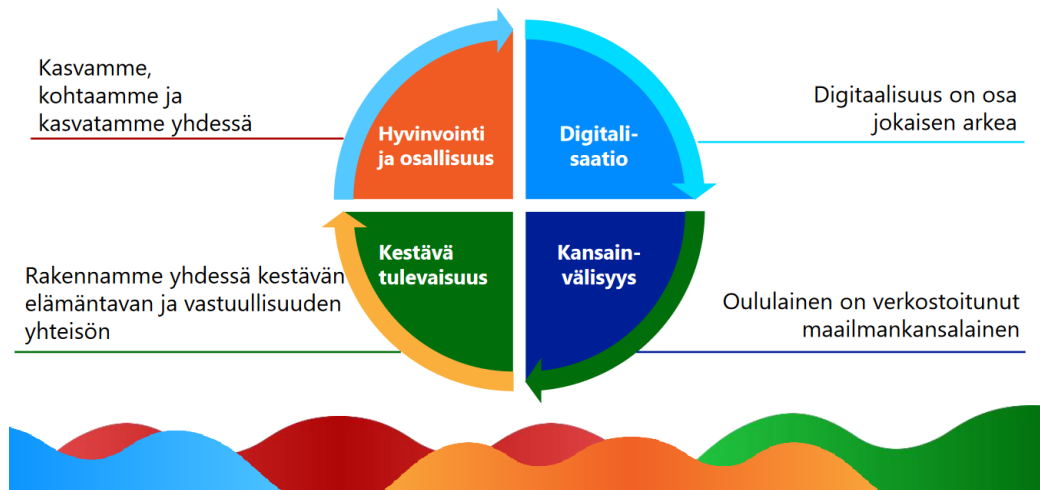 Kasvamme,
kohtaamme ja
kasvatamme yhdessä
Hyvinvointi
ja osallisuus
Digitali-
saatio
Digitaalisuus on osa
jokaisen arkea
Rakennamme yhdessä kestävän
elämäntavan ja vastuullisuuden
yhteisön
Kestävä
tulevaisuus
Kansain-
välisyys
Oululainen on verkostoitunut
maailmankansalainen